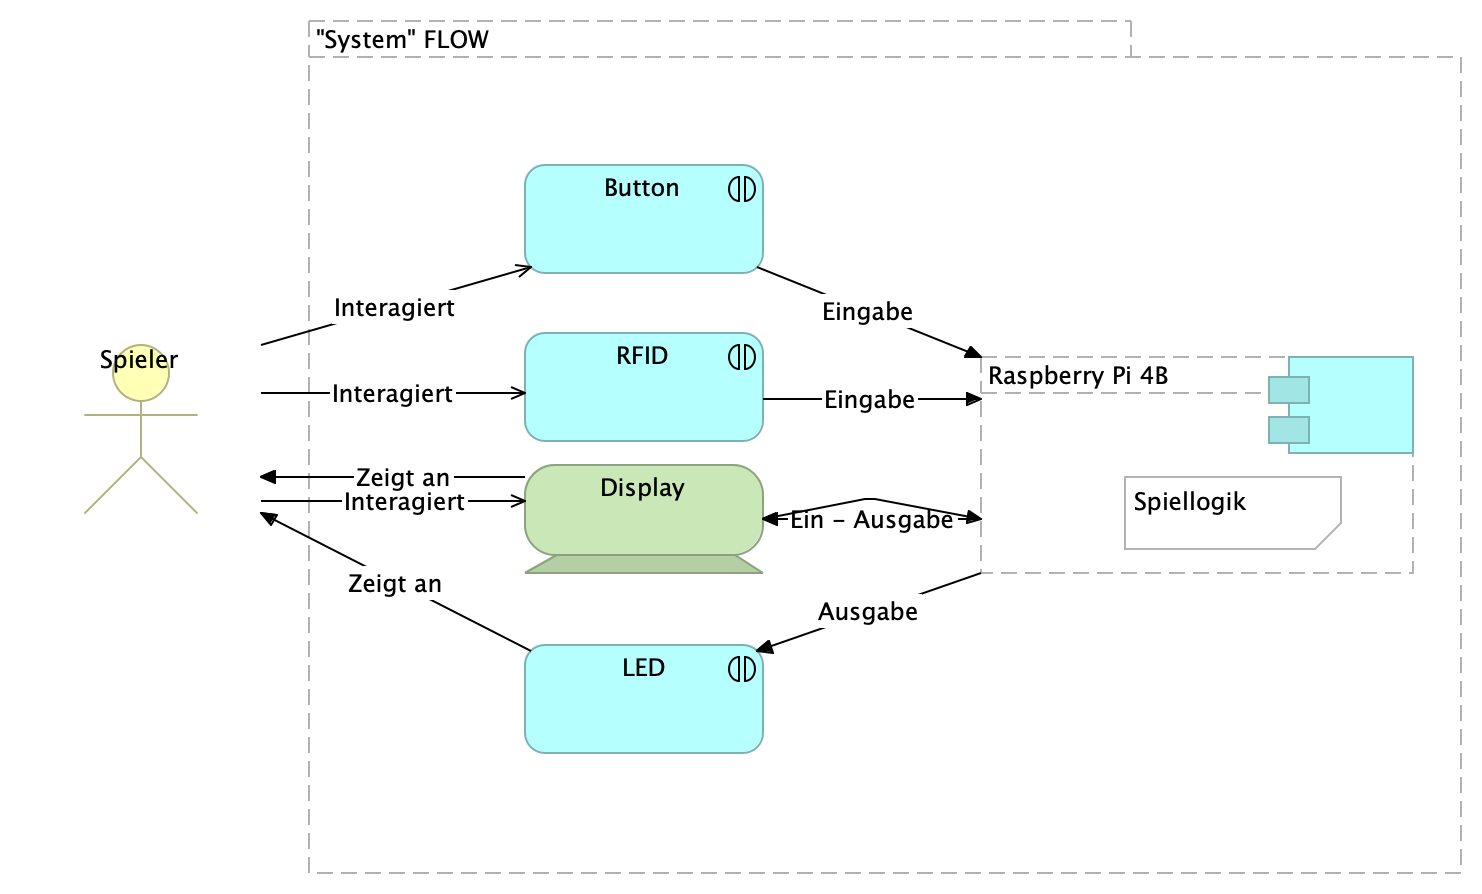 "System" FLOW
Button
Interagiert
Eingabe
Spieler
RFID
Raspberry Pi 4B
Interagiert
Eingabe
Zeigt an
Interagiert
Display
Ein - Ausgabe
Spiellogik
Zeigt an
Ausgabe
LED